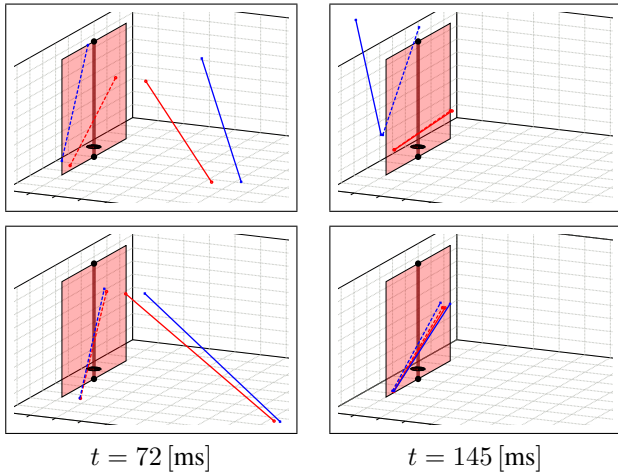 t = 72 [ms]
t = 145 [ms]